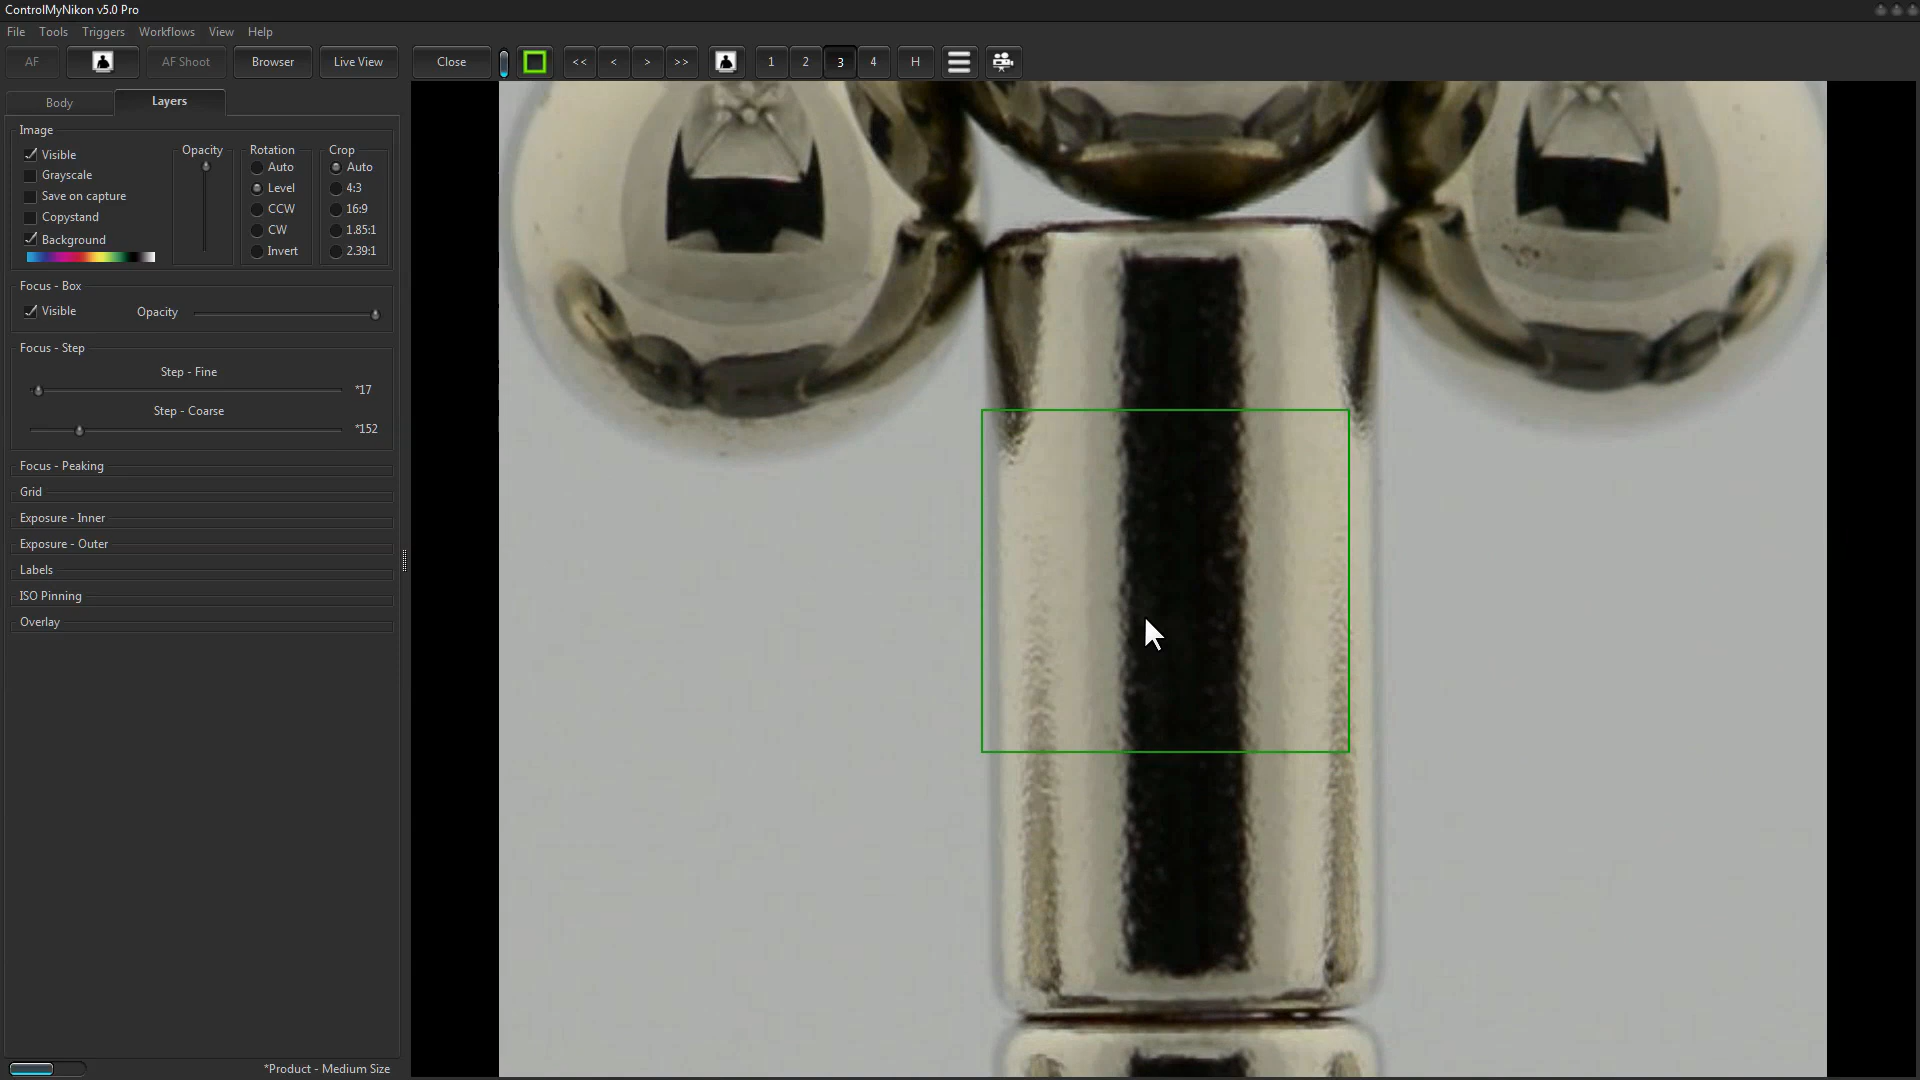 ControlMyNikon v5.0 Pro
File Tools Triggers Workflows View Help
AF AF Shoot Browser Live View Close << < > >> 1 2 3 4 H
Body Layers
Image
Visible
Grayscale
Save on capture
Copystand
Background
Opacity
Rotation
Auto
Level
CCW
CW
Invert
Crop
Auto
4:3
16:9
1.85:1
2.39:1
Focus - Box
Visible Opacity
Focus - Step
Step - Fine
*17
Step - Coarse
*152
Focus - Peaking
Grid
Exposure - Inner
Exposure - Outer
Labels
ISO Pinning
Overlay
*Product - Medium Size